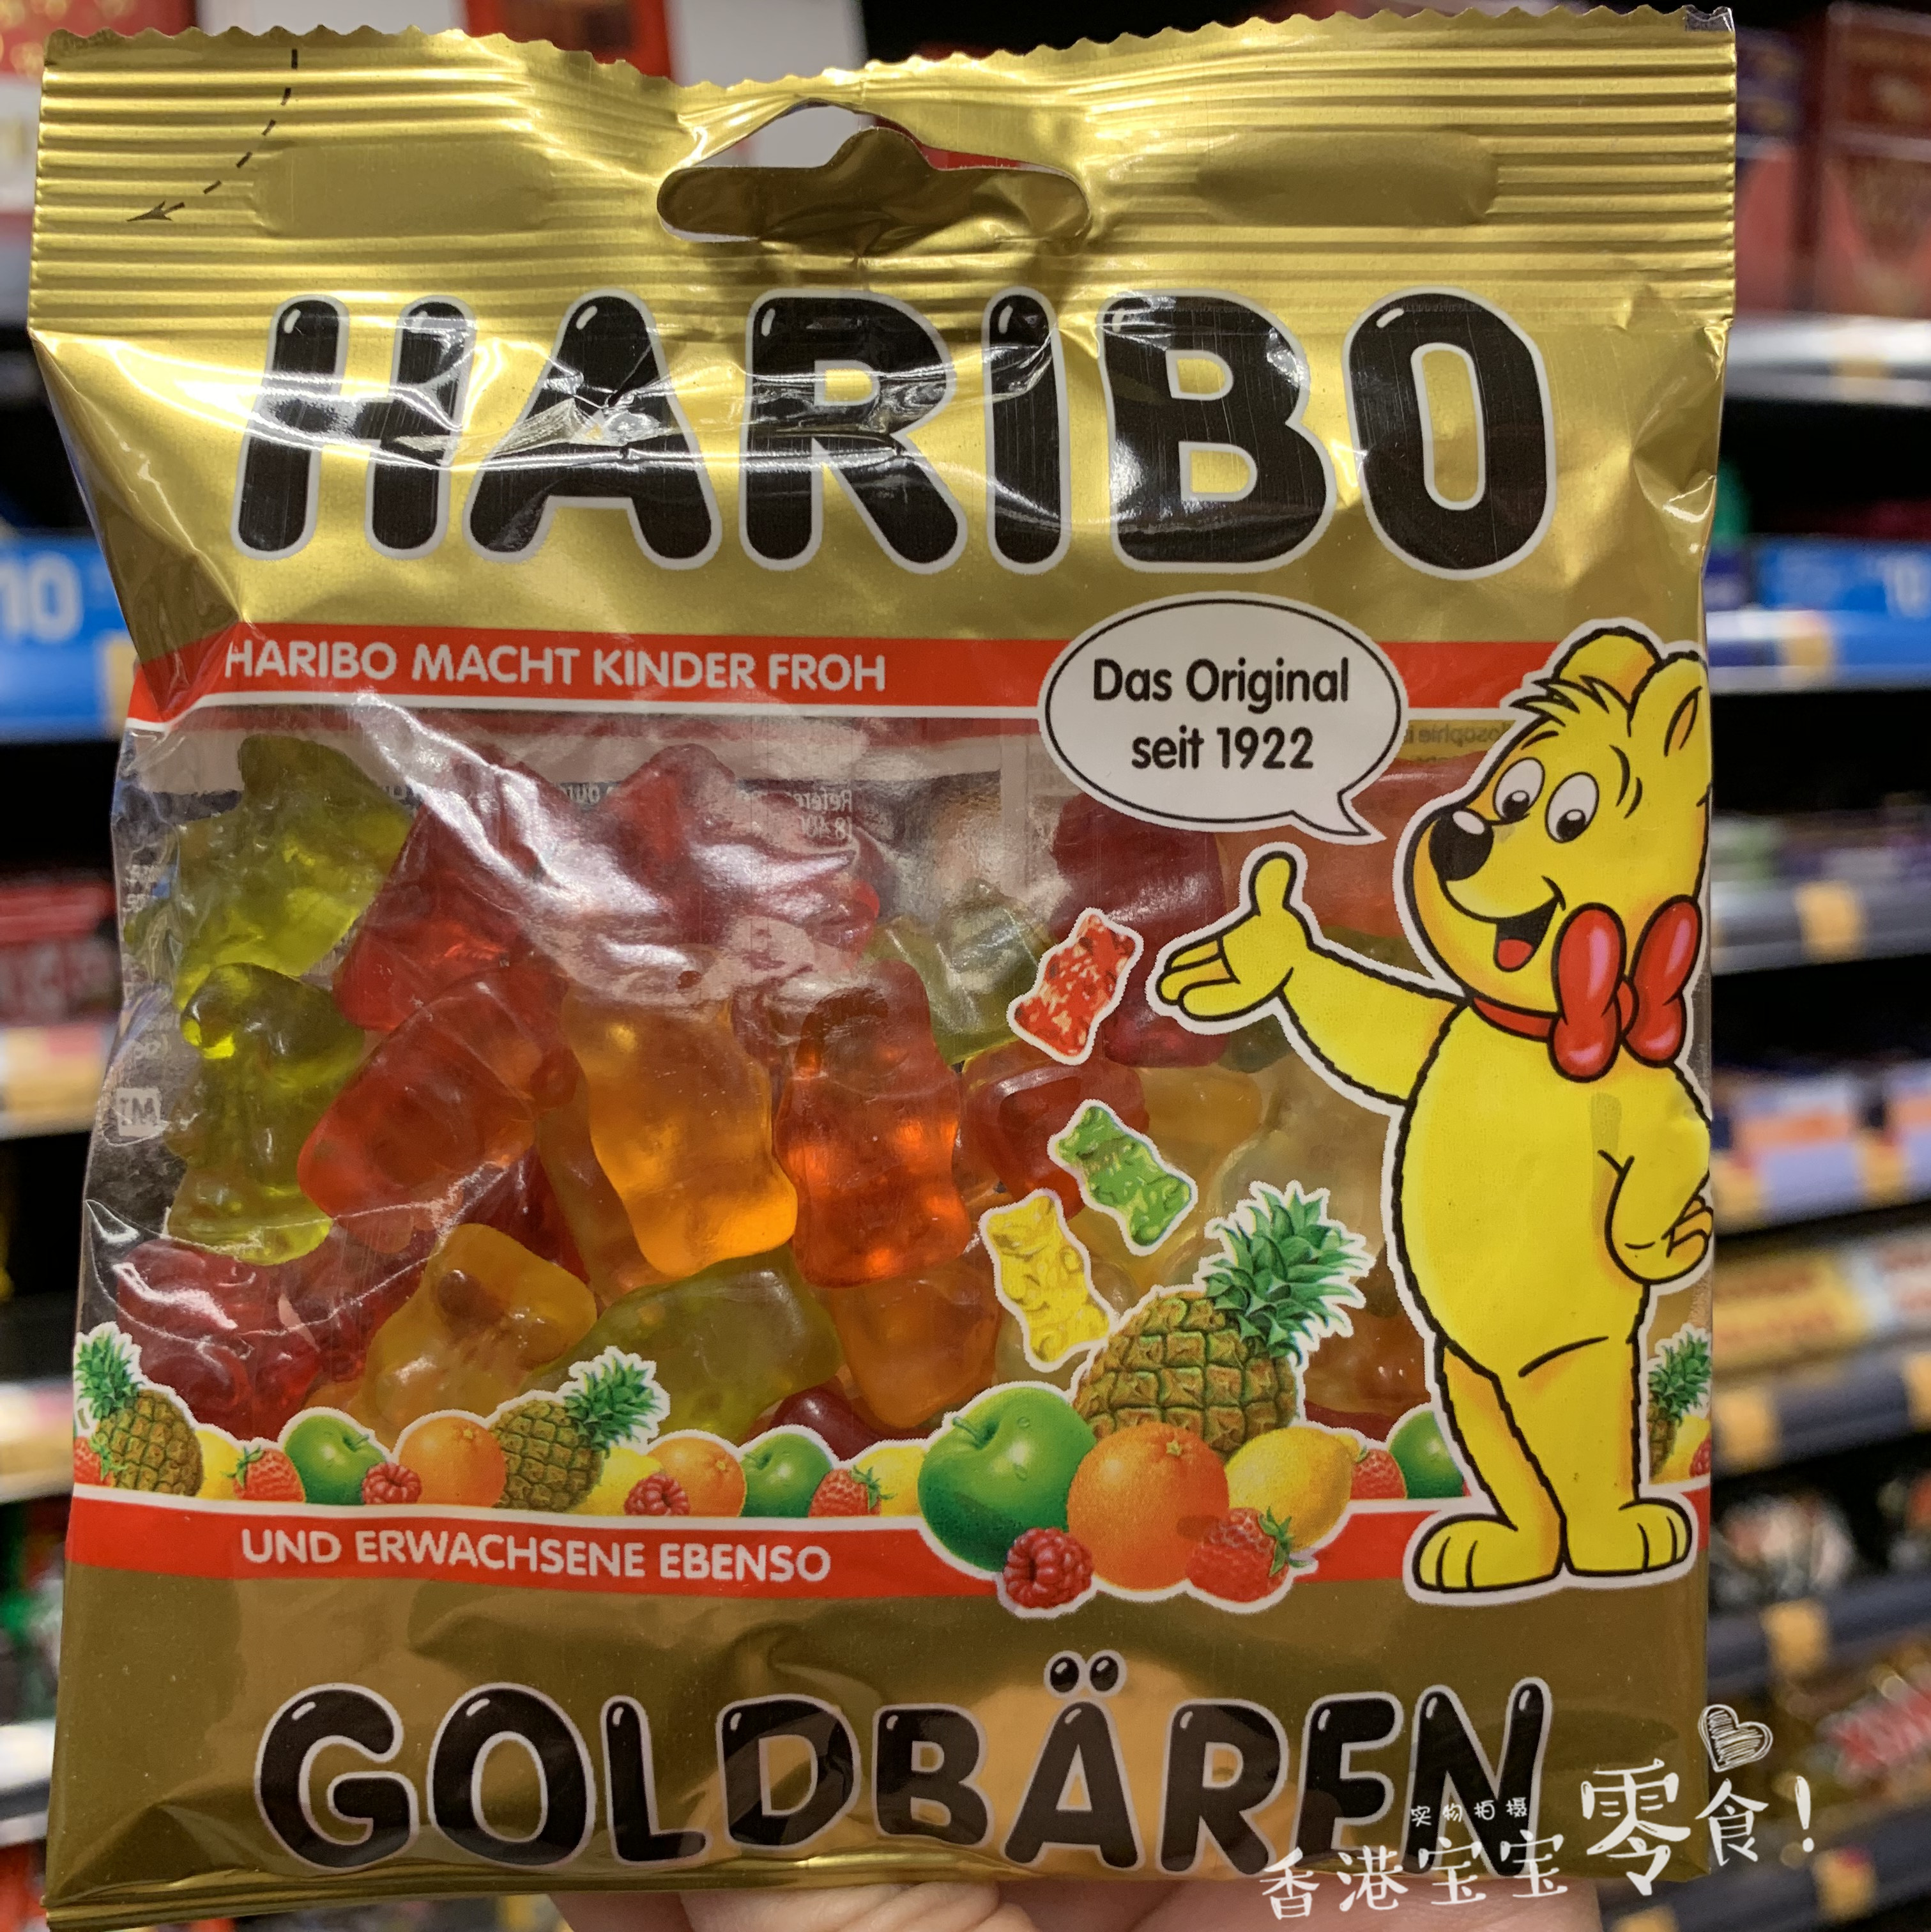 HARIBO
HARIBO MACHT KINDER FROH
Das Original
seit 1922
UND ERWACHSENE EBENSO
GOLDBÄREN
实物拍摄
香港宝宝零食!
10